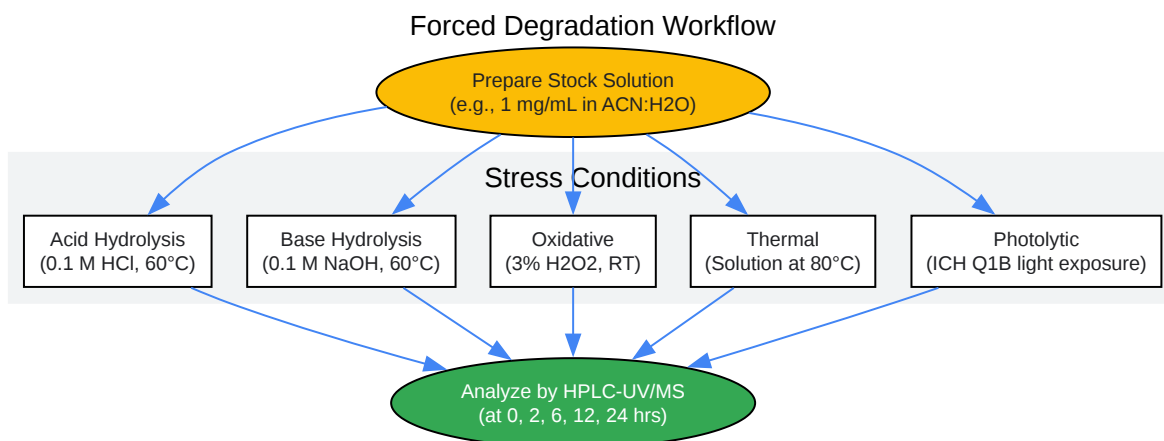 Forced Degradation Workflow
Prepare Stock Solution
(e.g., 1 mg/mL in ACN:H2O)
Stress Conditions
Acid Hydrolysis
(0.1 M HCl, 60°C)
Base Hydrolysis
(0.1 M NaOH, 60°C)
Oxidative
(3% H2O2, RT)
Thermal
(Solution at 80°C)
Photolytic
(ICH Q1B light exposure)
Analyze by HPLC-UV/MS
(at 0, 2, 6, 12, 24 hrs)